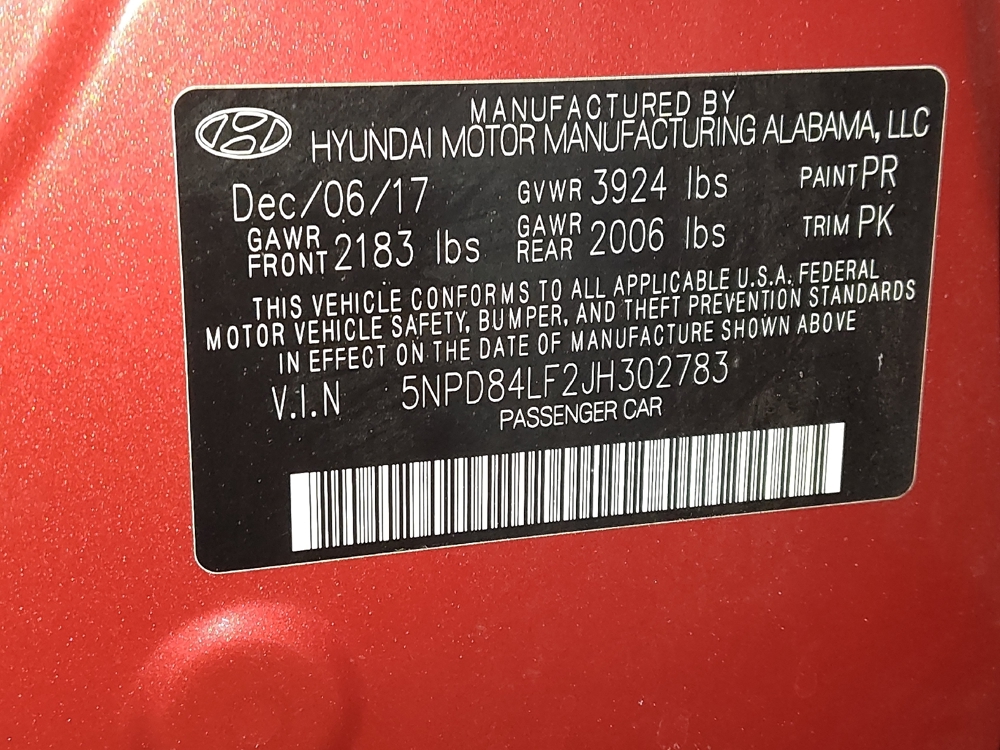 MANUFACTURED BY
HYUNDAI MOTOR MANUFACTURING ALABAMA, LLC
Dec/06/17 GVWR 3924 lbs PAINT PR
GAWR FRONT 2183 lbs GAWR REAR 2006 lbs TRIM PK
THIS VEHICLE CONFORMS TO ALL APPLICABLE U.S.A. FEDERAL
MOTOR VEHICLE SAFETY, BUMPER, AND THEFT PREVENTION STANDARDS
IN EFFECT ON THE DATE OF MANUFACTURE SHOWN ABOVE
V.I.N 5NPD84LF2JH302783
PASSENGER CAR